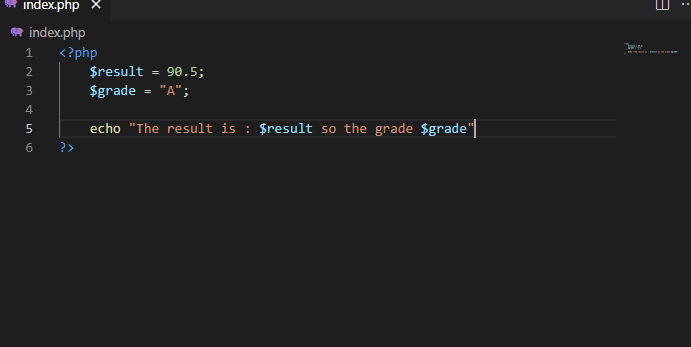 index.php
index.php
1 <?php
2 $result = 90.5;
3 $grade = "A";
4
5 echo "The result is : $result so the grade $grade"
6 ?>